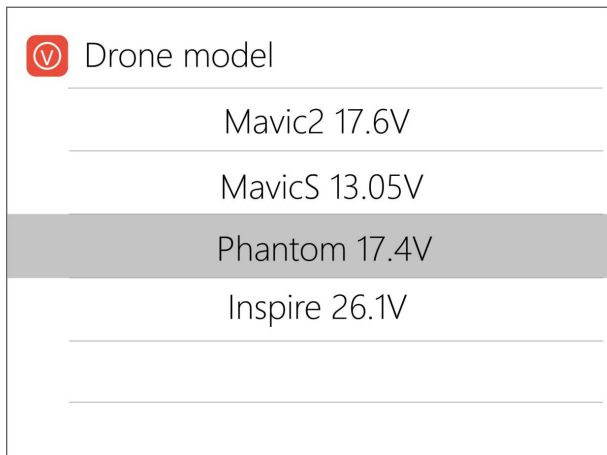 V
Drone model
Mavic2 17.6V
MavicS 13.05V
Phantom 17.4V
Inspire 26.1V